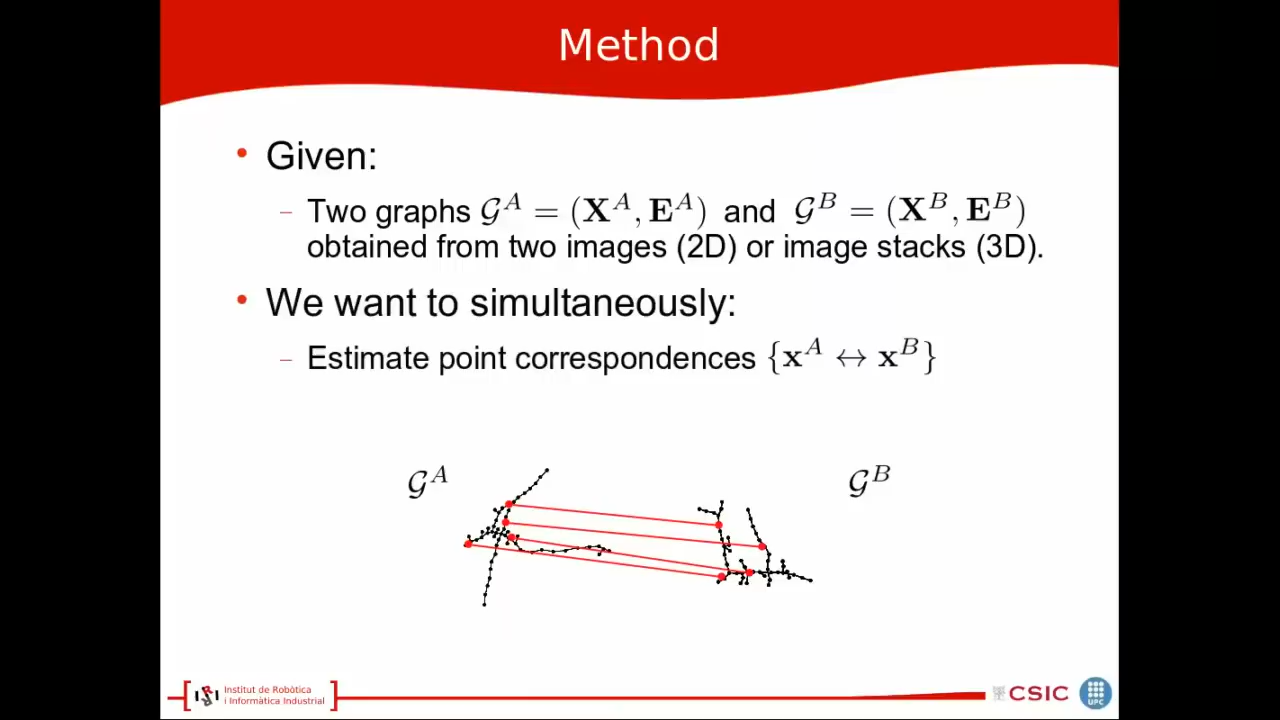 Method
• Given:
– Two graphs 𝒢^A = (X^A, E^A) and 𝒢^B = (X^B, E^B)
obtained from two images (2D) or image stacks (3D).
• We want to simultaneously:
– Estimate point correspondences {x^A ↔ x^B}
𝒢^A 𝒢^B
Institut de Robòtica
i Informàtica Industrial
CSIC
UPC